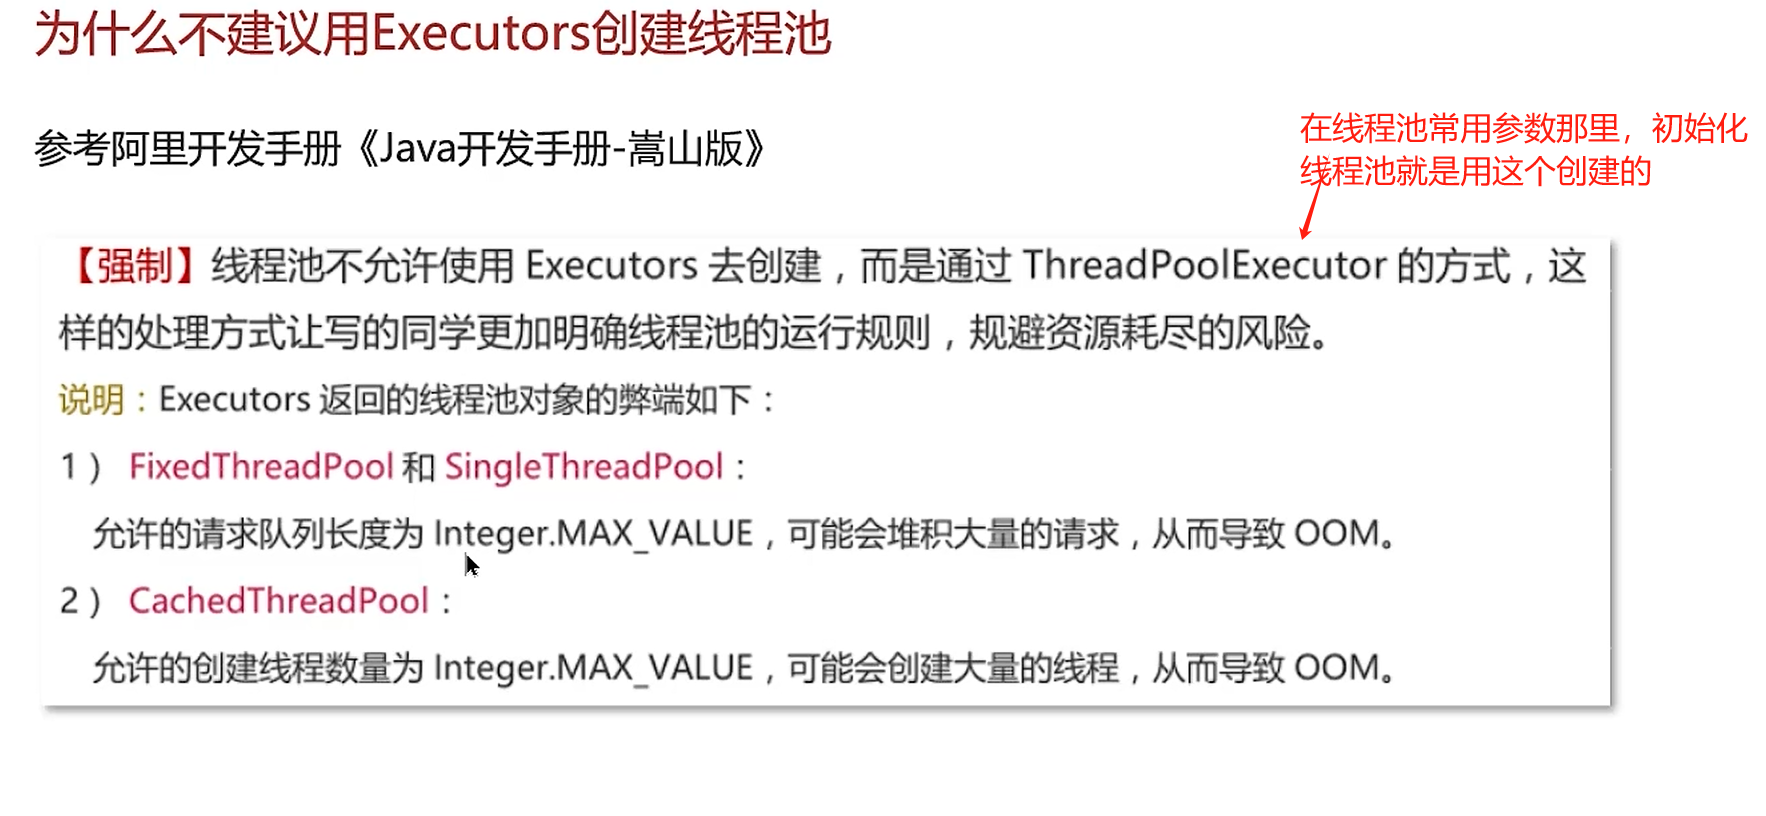 为什么不建议用Executors创建线程池
参考阿里开发手册《Java开发手册-嵩山版》
在线程池常用参数那里，初始化
线程池就是用这个创建的
【强制】线程池不允许使用 Executors 去创建，而是通过 ThreadPoolExecutor 的方式，这
样的处理方式让写的同学更加明确线程池的运行规则，规避资源耗尽的风险。
说明：Executors 返回的线程池对象的弊端如下：
1） FixedThreadPool 和 SingleThreadPool：
允许的请求队列长度为 Integer.MAX_VALUE，可能会堆积大量的请求，从而导致 OOM。
2） CachedThreadPool：
允许的创建线程数量为 Integer.MAX_VALUE，可能会创建大量的线程，从而导致 OOM。